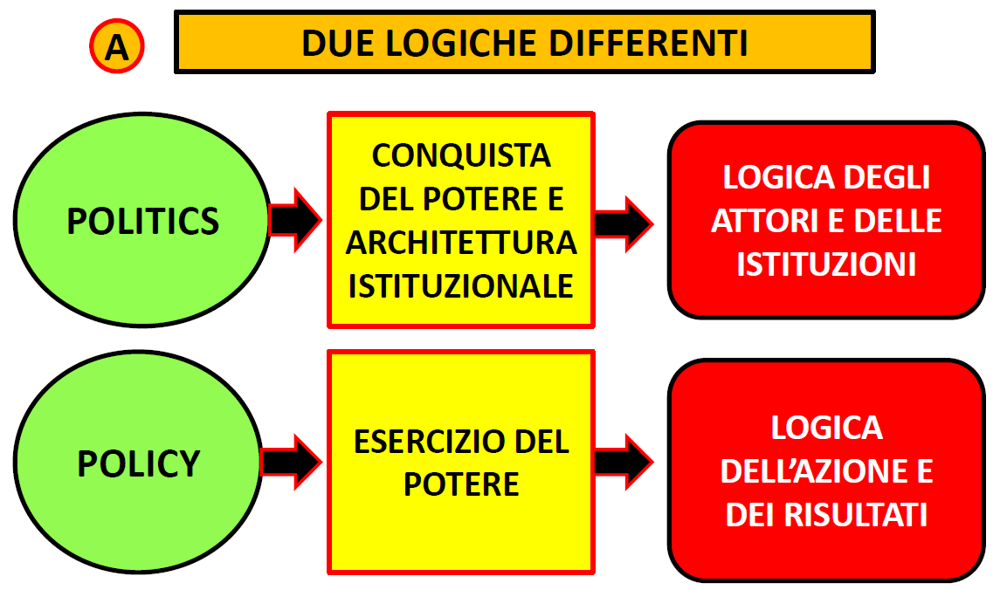 A
DUE LOGICHE DIFFERENTI
POLITICS
CONQUISTA
DEL POTERE E
ARCHITETTURA
ISTITUZIONALE
LOGICA DEGLI
ATTORI E DELLE
ISTITUZIONI
POLICY
ESERCIZIO DEL
POTERE
LOGICA
DELL’AZIONE E
DEI RISULTATI